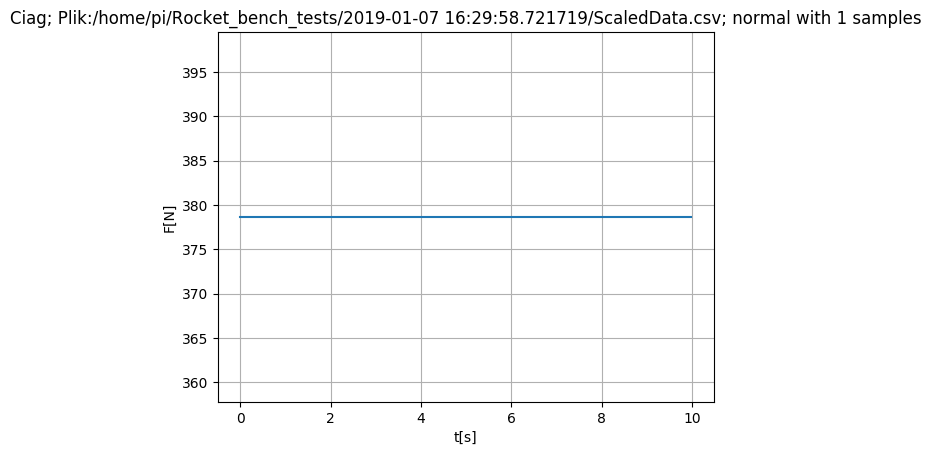 Ciag; Plik:/home/pi/Rocket_bench_tests/2019-01-07 16:29:58.721719/ScaledData.csv; normal with 1 samples
395
390
385
380
375
370
365
360
F[N]
0 2 4 6 8 10
t[s]